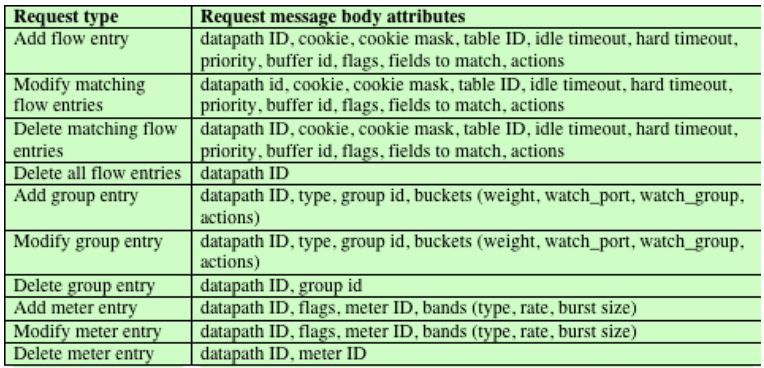 Request type Request message body attributes
Add flow entry datapath ID, cookie, cookie mask, table ID, idle timeout, hard timeout,
priority, buffer id, flags, fields to match, actions
Modify matching datapath id, cookie, cookie mask, table ID, idle timeout, hard timeout,
flow entries priority, buffer id, flags, fields to match, actions
Delete matching flow datapath ID, cookie, cookie mask, table ID, idle timeout, hard timeout,
entries priority, buffer id, flags, fields to match, actions
Delete all flow entries datapath ID
Add group entry datapath ID, type, group id, buckets (weight, watch_port, watch_group,
actions)
Modify group entry datapath ID, type, group id, buckets (weight, watch_port, watch_group,
actions)
Delete group entry datapath ID, group id
Add meter entry datapath ID, flags, meter ID, bands (type, rate, burst size)
Modify meter entry datapath ID, flags, meter ID, bands (type, rate, burst size)
Delete meter entry datapath ID, meter ID